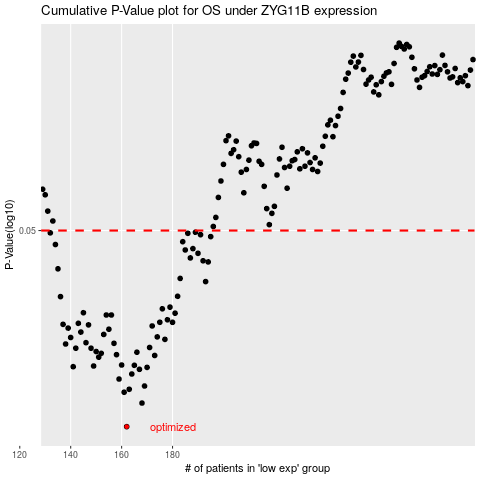 Cumulative P-Value plot for OS under ZYG11B expression
P-Value(log10)
0.05
optimized
120 140 160 180
# of patients in 'low exp' group